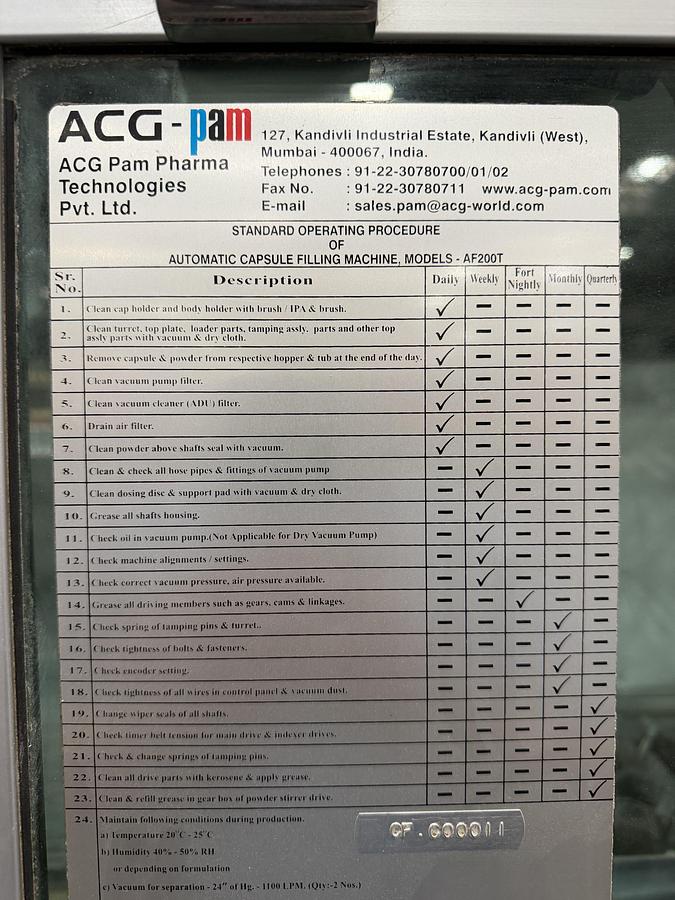 ACG-pam
ACG Pam Pharma
Technologies
Pvt. Ltd.
127, Kandivli Industrial Estate, Kandivli (West),
Mumbai - 400067, India.
Telephones : 91-22-30780700/01/02
Fax No. : 91-22-30780711 www.acg-pam.com
E-mail : sales.pam@acg-world.com
STANDARD OPERATING PROCEDURE
OF
AUTOMATIC CAPSULE FILLING MACHINE, MODELS - AF200T
Sr. No. Description Daily Weekly Fort Nightly Monthly Quarterly
1. Clean cap holder and body holder with brush / IPA & brush. ✓ – – – –
2. Clean turret, top plate, loader parts, tamping assly. parts and other top
assly parts with vacuum & dry cloth. ✓ – – – –
3. Remove capsule & powder from respective hopper & tub at the end of the day. ✓ – – – –
4. Clean vacuum pump filter. ✓ – – – –
5. Clean vacuum cleaner (ADU) filter. ✓ – – – –
6. Drain air filter. ✓ – – – –
7. Clean powder above shafts seal with vacuum. ✓ – – – –
8. Clean & check all hose pipes & fittings of vacuum pump – ✓ – – –
9. Clean dosing disc & support pad with vacuum & dry cloth. – ✓ – – –
10. Grease all shafts housing. – ✓ – – –
11. Check oil in vacuum pump.(Not Applicable for Dry Vacuum Pump) – ✓ – – –
12. Check machine alignments / settings. – ✓ – – –
13. Check correct vacuum pressure, air pressure available. – ✓ – – –
14. Grease all driving members such as gears, cams & linkages. – – ✓ – –
15. Check spring of tamping pins & turret.. – – – ✓ –
16. Check tightness of bolts & fasteners. – – – ✓ –
17. Check encoder setting. – – – ✓ –
18. Check tightness of all wires in control panel & vacuum dust. – – – ✓ –
19. Change wiper seals of all shafts. – – – – ✓
20. Check timer belt tension for main drive & indexer drives. – – – – ✓
21. Check & change springs of tamping pins. – – – – ✓
22. Clean all drive parts with kerosene & apply grease. – – – – ✓
23. Clean & refill grease in gear box of powder stirrer drive. – – – – ✓
24. Maintain following conditions during production.
a) Temperature 20°C - 25°C
b) Humidity 40% - 50% RH
or depending on formulation
c) Vacuum for separation - 24" of Hg. - 1100 LPM. (Qty:-2 Nos.)